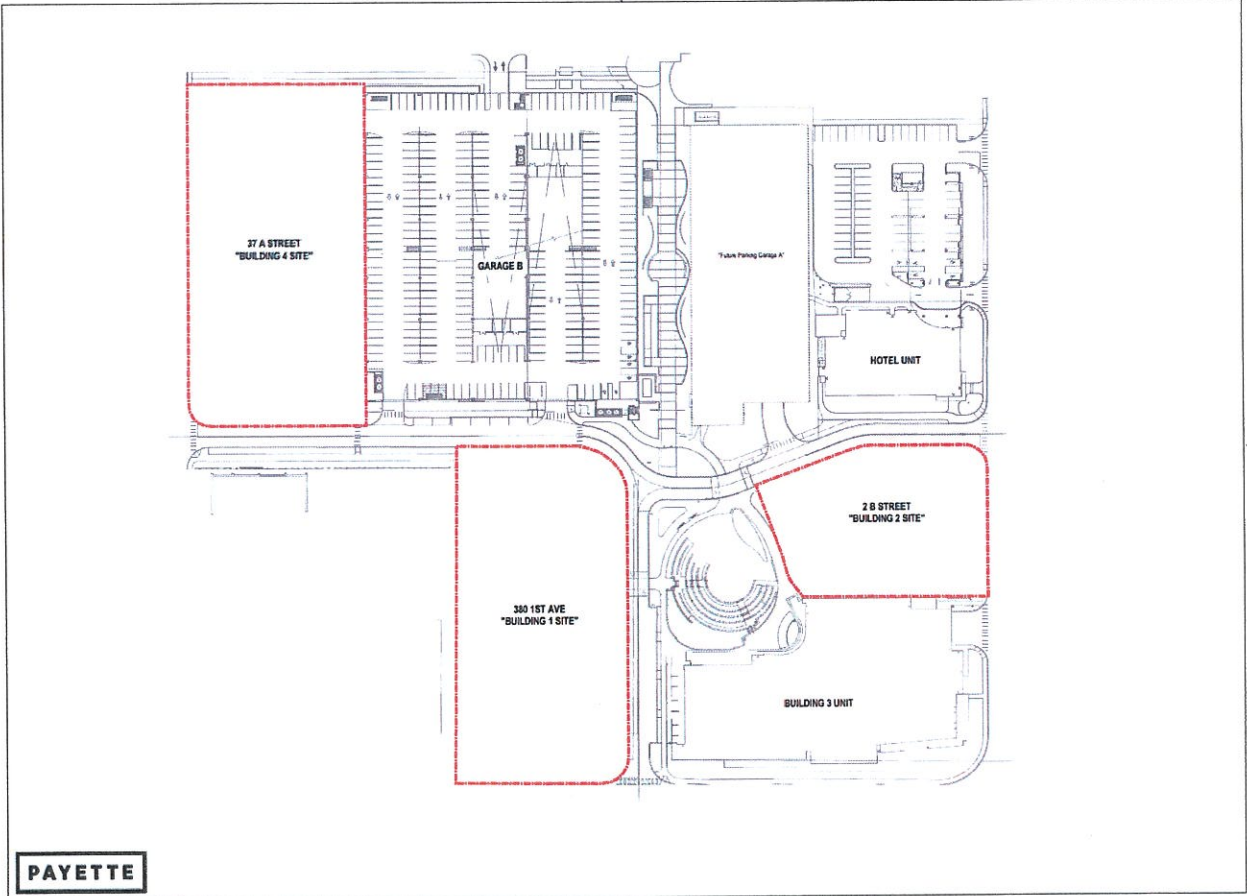 37 A STREET
"BUILDING 4 SITE"
GARAGE B
"Future Parking Garage A"
HOTEL UNIT
2 B STREET
"BUILDING 2 SITE"
380 1ST AVE
"BUILDING 1 SITE"
BUILDING 3 UNIT
PAYETTE